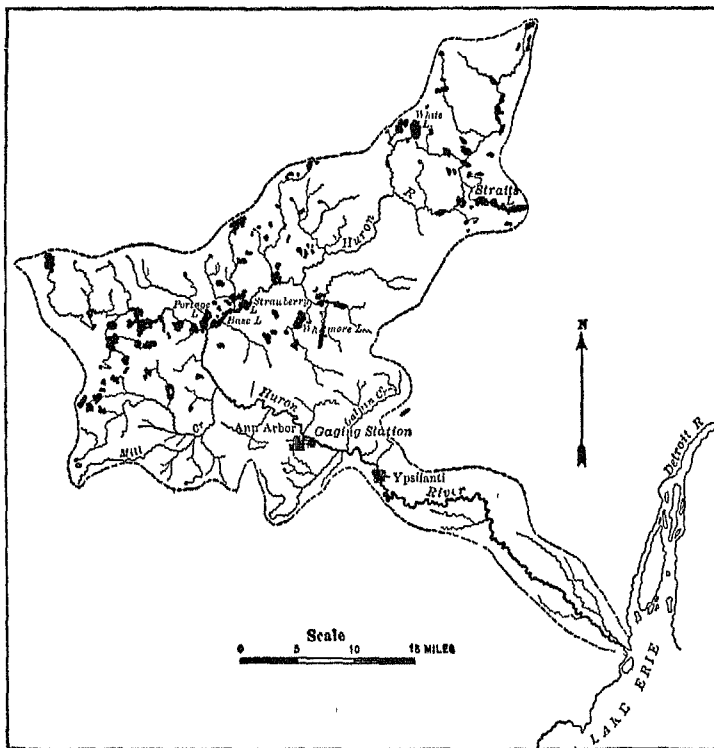 White
L.
Straits
L.
Huron
R
Portage
L
Strawberry
L
Base L
Whitmore L.
Huron
Mill
Cr
Ann Arbor
Gaging Station
Ypsilanti
River
N
Detroit R
Scale
0 5 10 15 MILES
LAKE ERIE